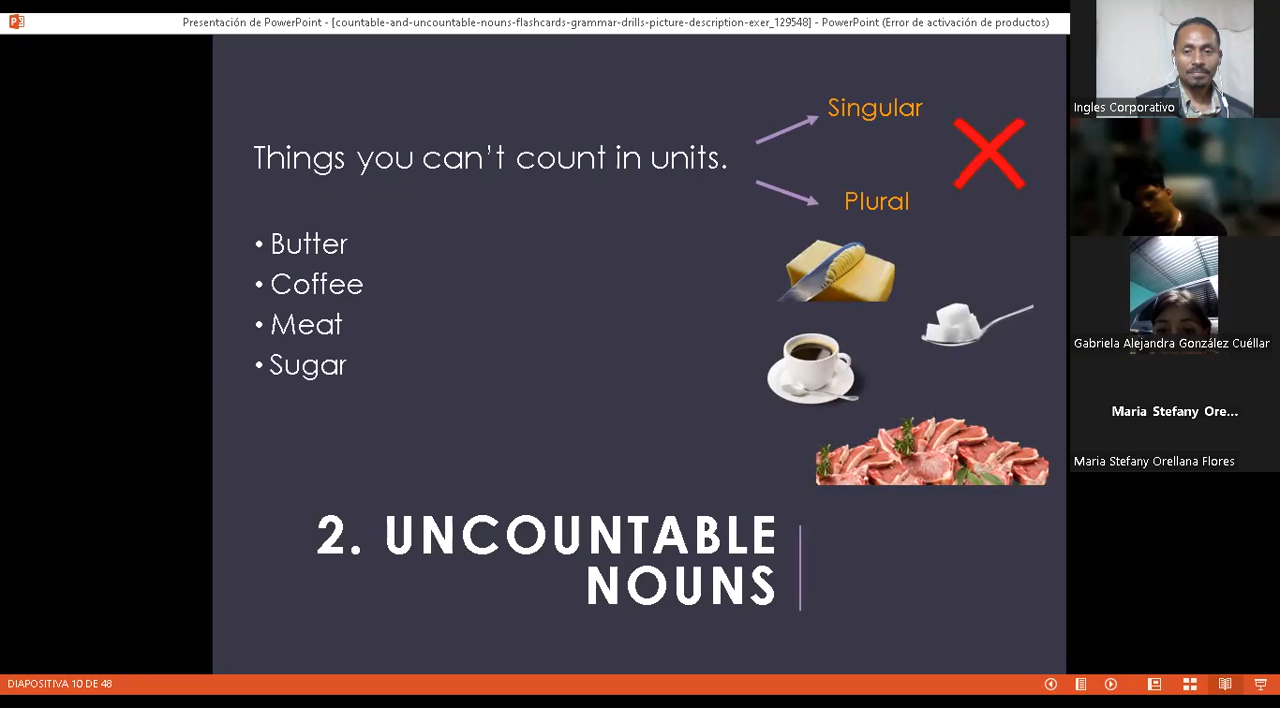 Presentación de PowerPoint - [countable-and-uncountable-nouns-flashcards-grammar-drills-picture-description-exer_129548] - PowerPoint (Error de activación de productos)
Ingles Corporativo
Singular
Things you can't count in units.
Plural
• Butter
• Coffee
• Meat
• Sugar
Gabriela Alejandra González Cuéllar
Maria Stefany Ore...
Maria Stefany Orellana Flores
2. UNCOUNTABLE
NOUNS
DIAPOSITIVA 10 DE 48